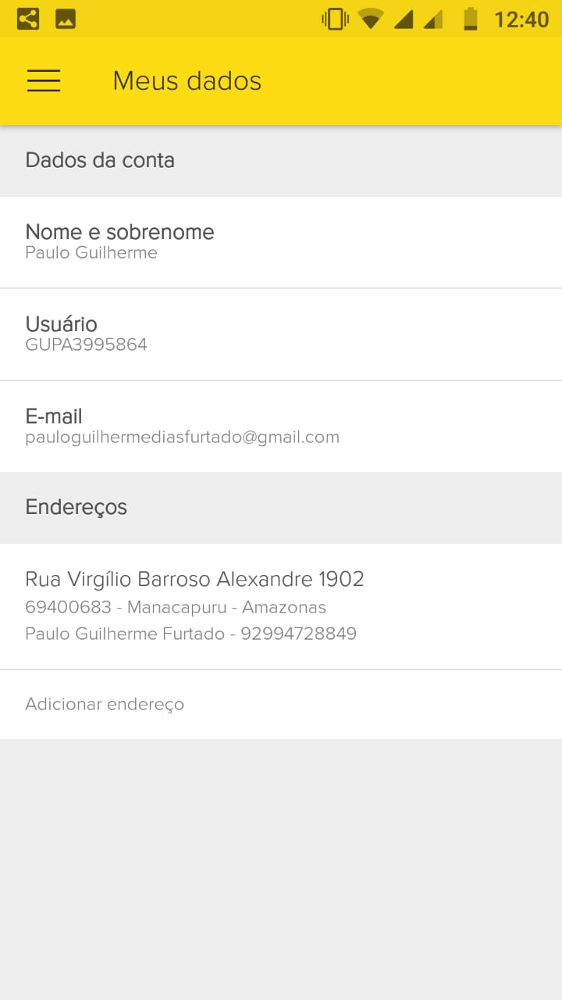 12:40
Meus dados
Dados da conta
Nome e sobrenome
Paulo Guilherme
Usuário
GUPA3995864
E-mail
pauloguilhermediasfurtado@gmail.com
Endereços
Rua Virgílio Barroso Alexandre 1902
69400683 - Manacapuru - Amazonas
Paulo Guilherme Furtado - 92994728849
Adicionar endereço